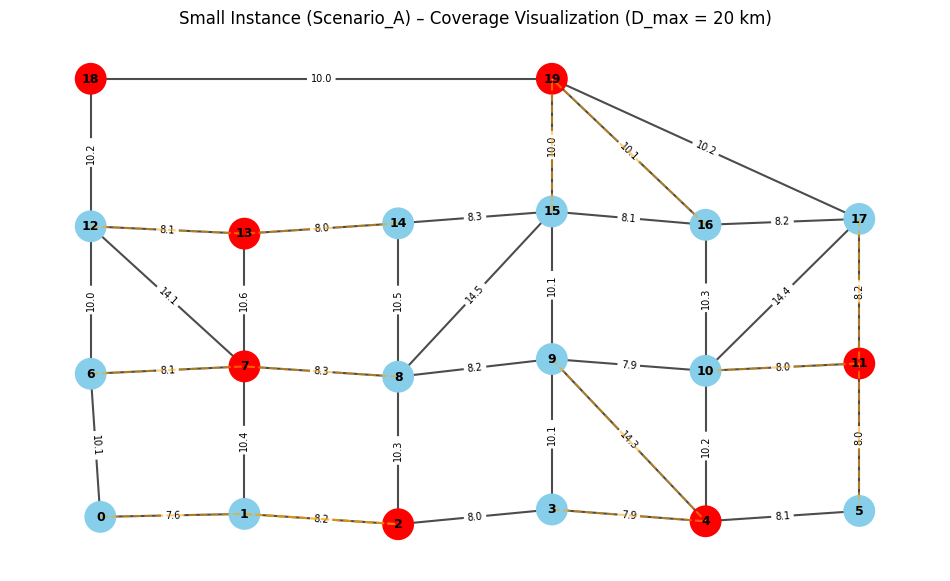 Small Instance (Scenario_A) – Coverage Visualization (D_max = 20 km)
18 10.0 19
10.2 10.0 10.1 10.2
12 8.1 13 8.0 14 8.3 15 8.1 16 8.2 17
10.0 14.1 10.6 10.5 14.5 10.1 10.3 14.4 8.2
6 8.1 7 8.3 8 8.2 9 7.9 10 8.0 11
10.1 10.4 10.3 10.1 14.3 10.2 8.0
0 7.6 1 8.2 2 8.0 3 7.9 4 8.1 5